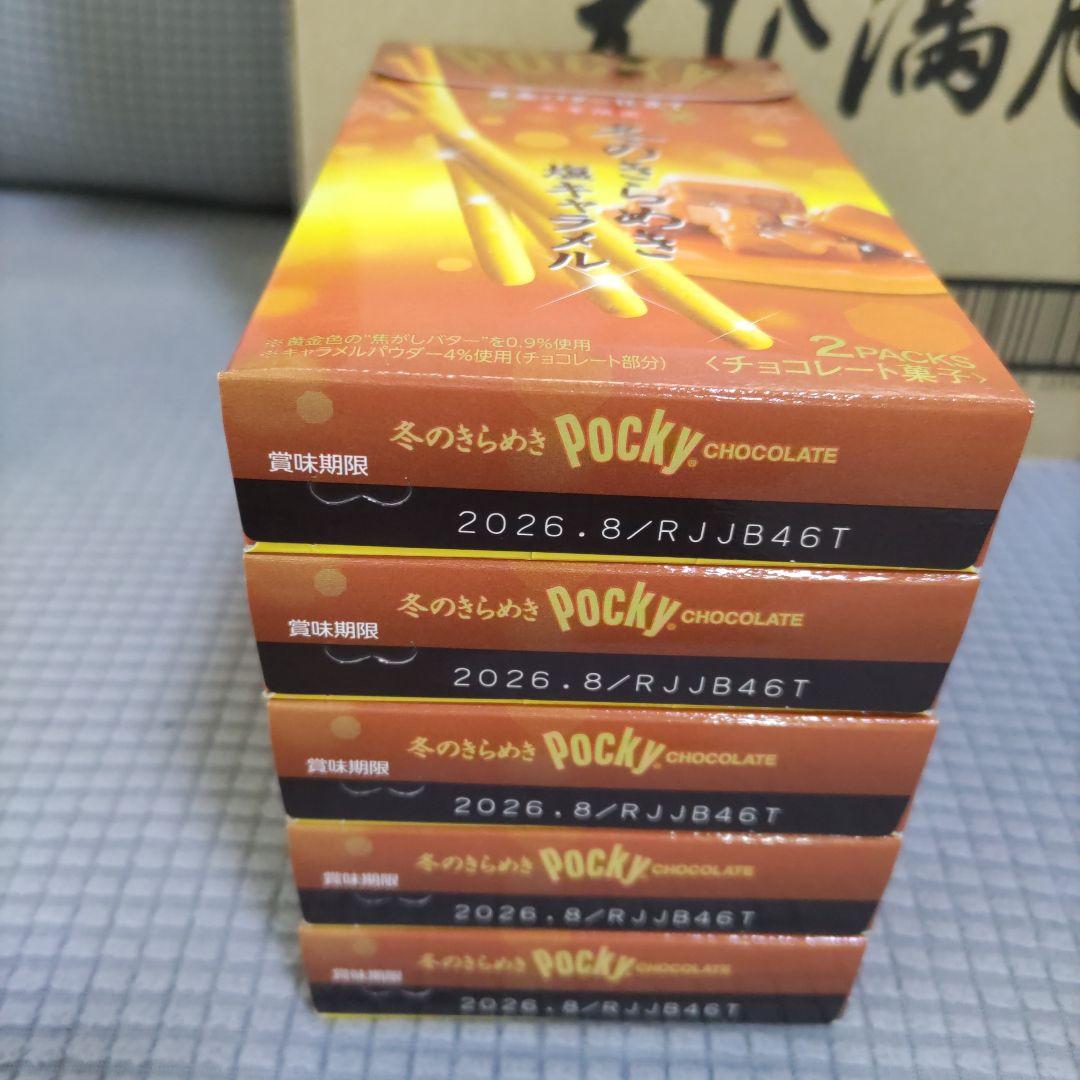 Pocky
冬のきらめき
塩キャラメル
※黄金色の"焦がしバター"を0.9%使用
※キャラメルパウダー4%使用(チョコレート部分)
2 PACKS
〈チョコレート菓子〉
冬のきらめき Pocky® CHOCOLATE
賞味期限
2026.8/RJJB46T
冬のきらめき Pocky® CHOCOLATE
賞味期限
2026.8/RJJB46T
冬のきらめき Pocky® CHOCOLATE
賞味期限
2026.8/RJJB46T
冬のきらめき Pocky CHOCOLATE
賞味期限
2026.8/RJJB46T
冬のきらめき Pocky CHOCOLATE
賞味期限
2026.8/RJJB46T